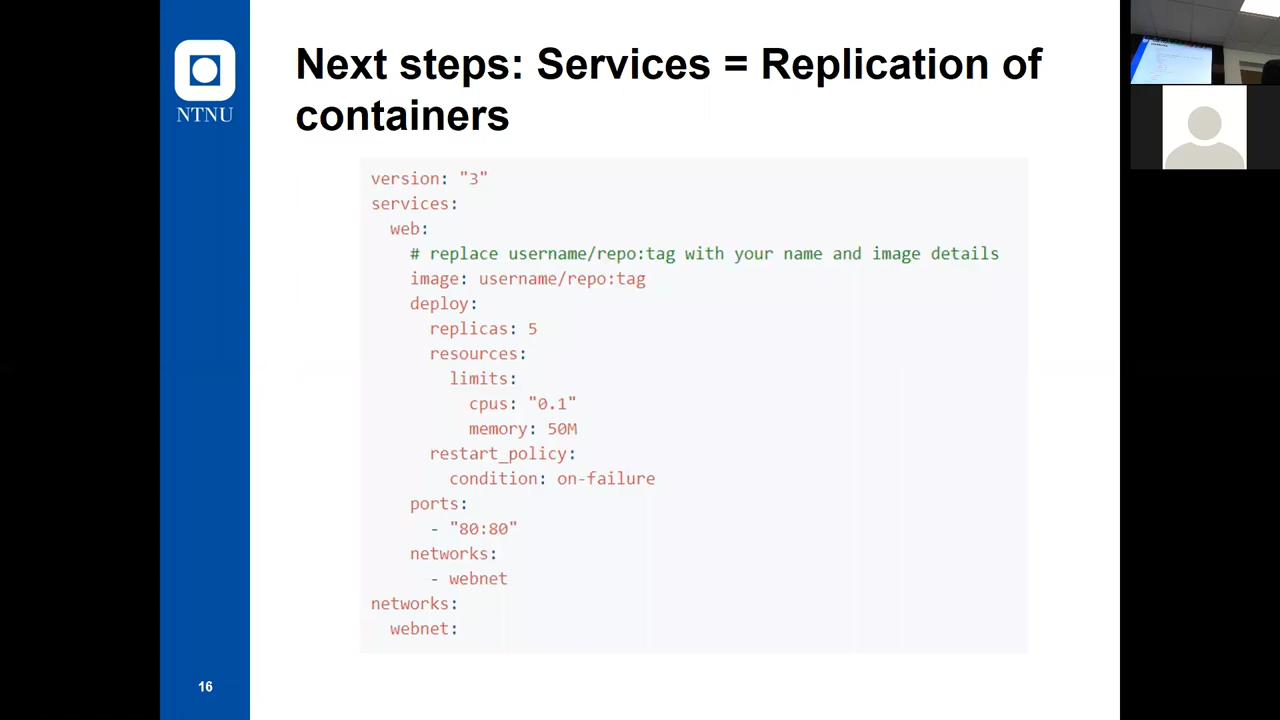 NTNU
Next steps: Services = Replication of
containers
version: "3"
services:
  web:
    # replace username/repo:tag with your name and image details
    image: username/repo:tag
    deploy:
      replicas: 5
      resources:
        limits:
          cpus: "0.1"
          memory: 50M
      restart_policy:
        condition: on-failure
    ports:
      - "80:80"
    networks:
      - webnet
networks:
  webnet:
16